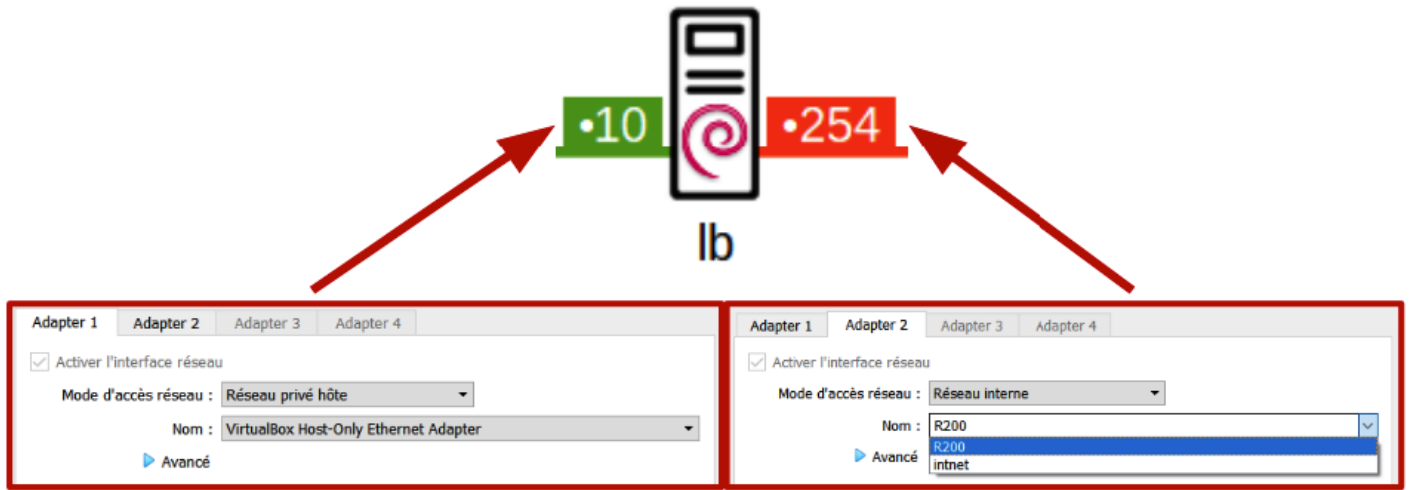 •10
•254
lb
Adapter 1 Adapter 2 Adapter 3 Adapter 4
Activer l'interface réseau
Mode d'accès réseau : Réseau privé hôte
Nom : VirtualBox Host-Only Ethernet Adapter
Avancé
Adapter 1 Adapter 2 Adapter 3 Adapter 4
Activer l'interface réseau
Mode d'accès réseau : Réseau interne
Nom : R200
R200
Avancé
intnet